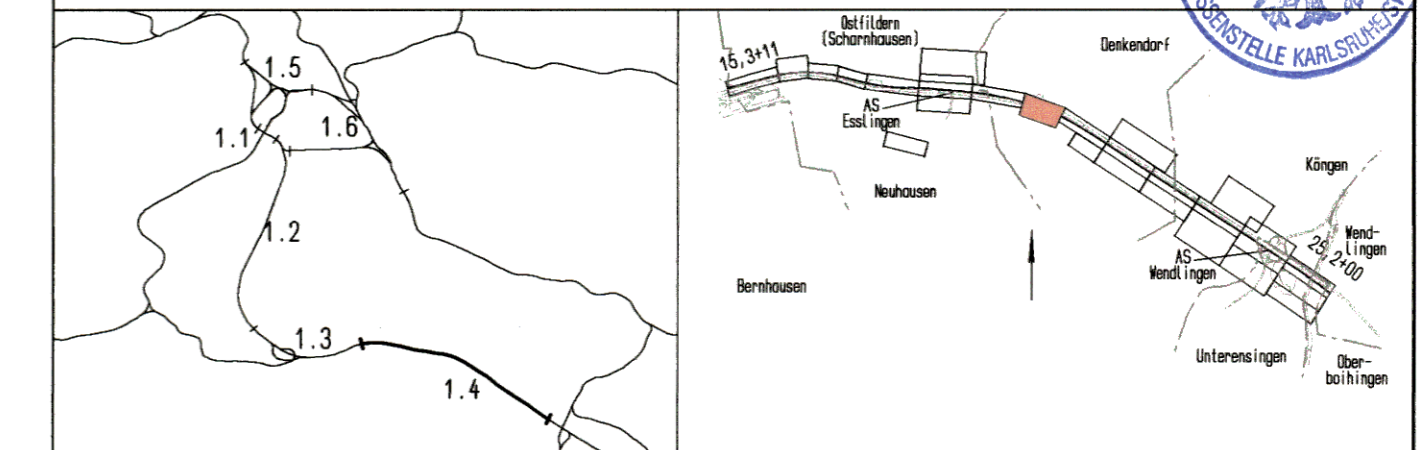 1.5
1.1
1.6
1.2
1.3
1.4
Ostfildern
(Scharnhausen)
Denkendorf
15,3+11
AS
Esslingen
Neuhausen
Köngen
Wend-
lingen
25,2+00
AS
Wendlingen
Bernhausen
Unterensingen
Ober-
boihingen
SSENSTELLE KARLSRUHE/ST